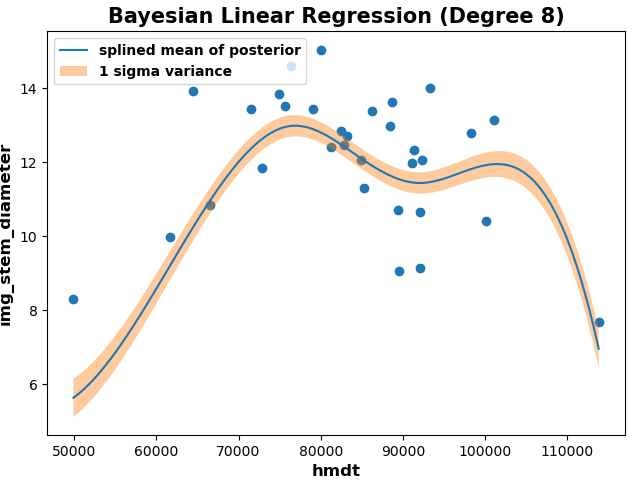 Bayesian Linear Regression (Degree 8)
splined mean of posterior
1 sigma variance
img_stem_diameter
14
12
10
8
6
50000 60000 70000 80000 90000 100000 110000
hmdt